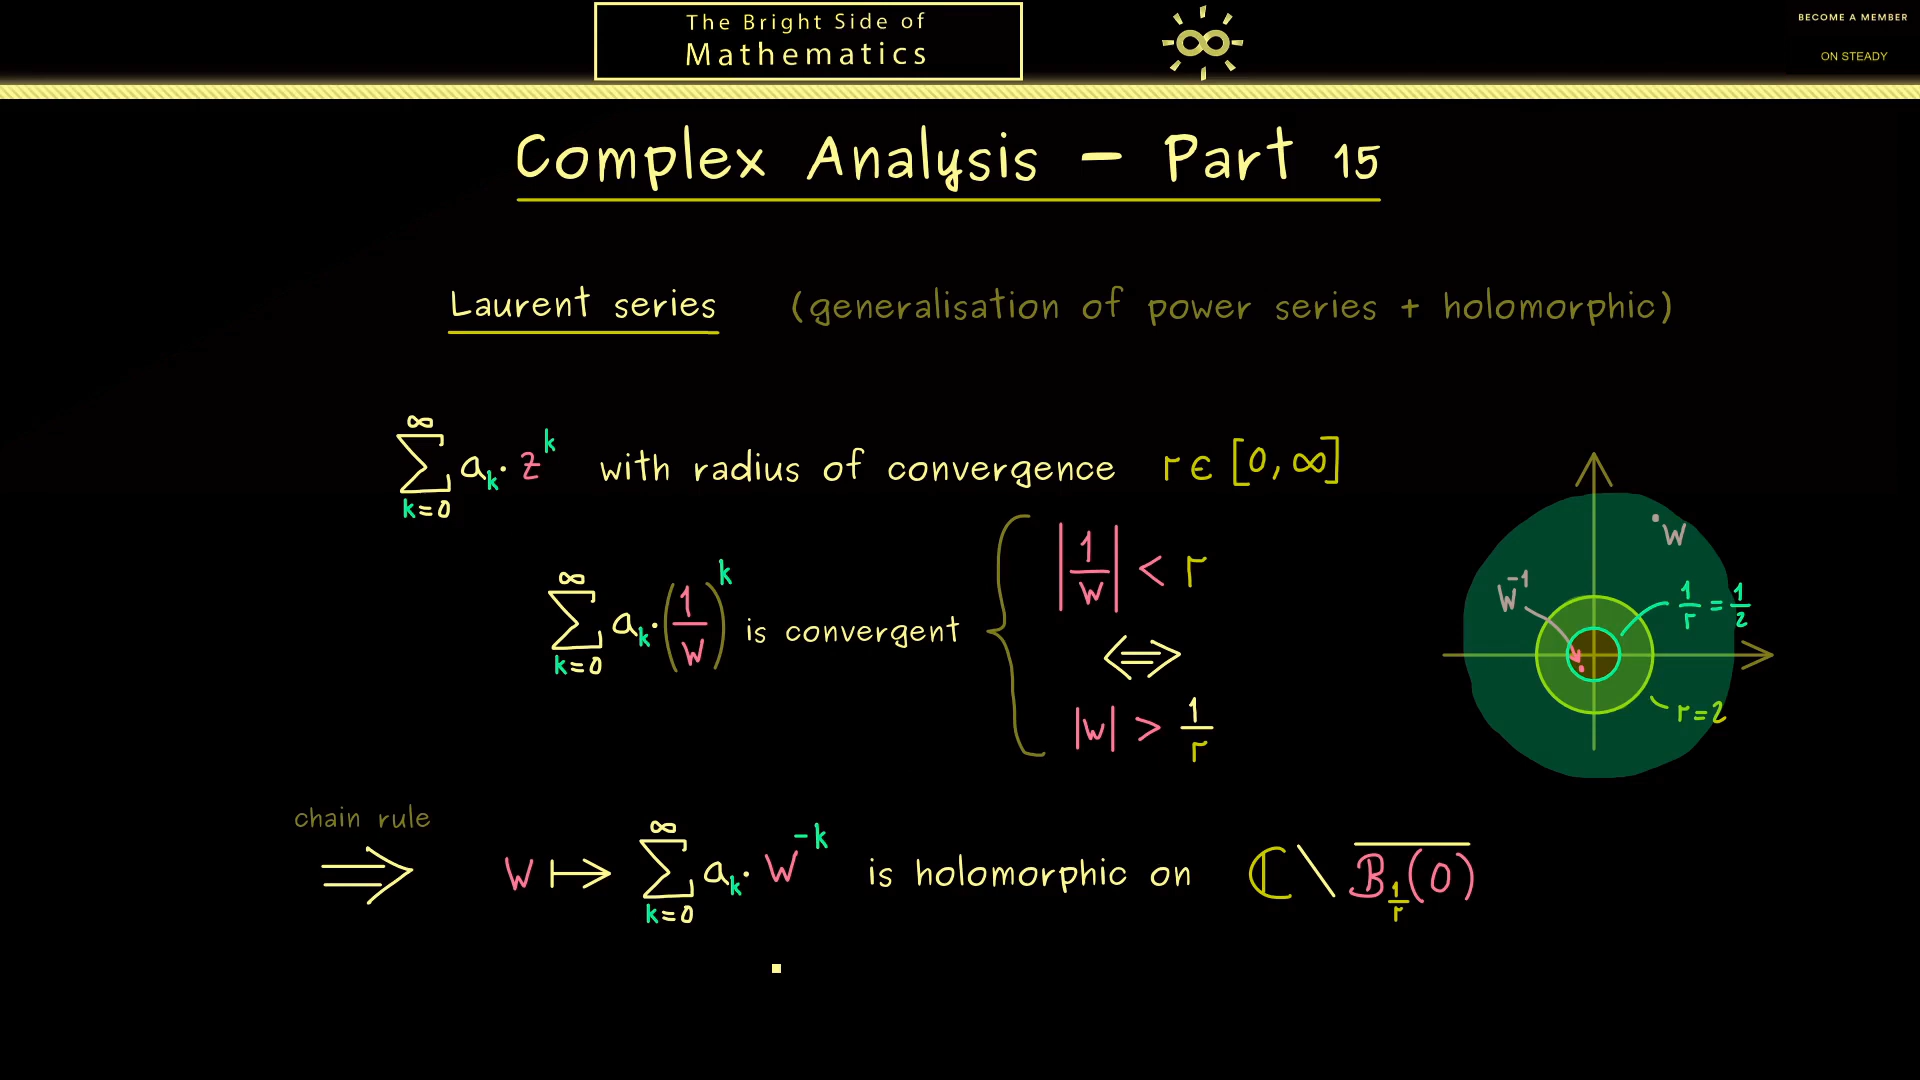 The Bright Side of
Mathematics
BECOME A MEMBER
ON STEADY
Complex Analysis – Part 15
Laurent series (generalisation of power series + holomorphic)
∑_{k=0}^{∞} a_k · z^k with radius of convergence r ∈ [0, ∞]
∑_{k=0}^{∞} a_k · (1/w)^k is convergent { |1/w| < r
⟺
|w| > 1/r
w
w^{-1}
1/r = 1/2
r = 2
chain rule
⟹ w ↦ ∑_{k=0}^{∞} a_k · w^{-k} is holomorphic on ℂ \ \overline{B_{1/r}(0)}